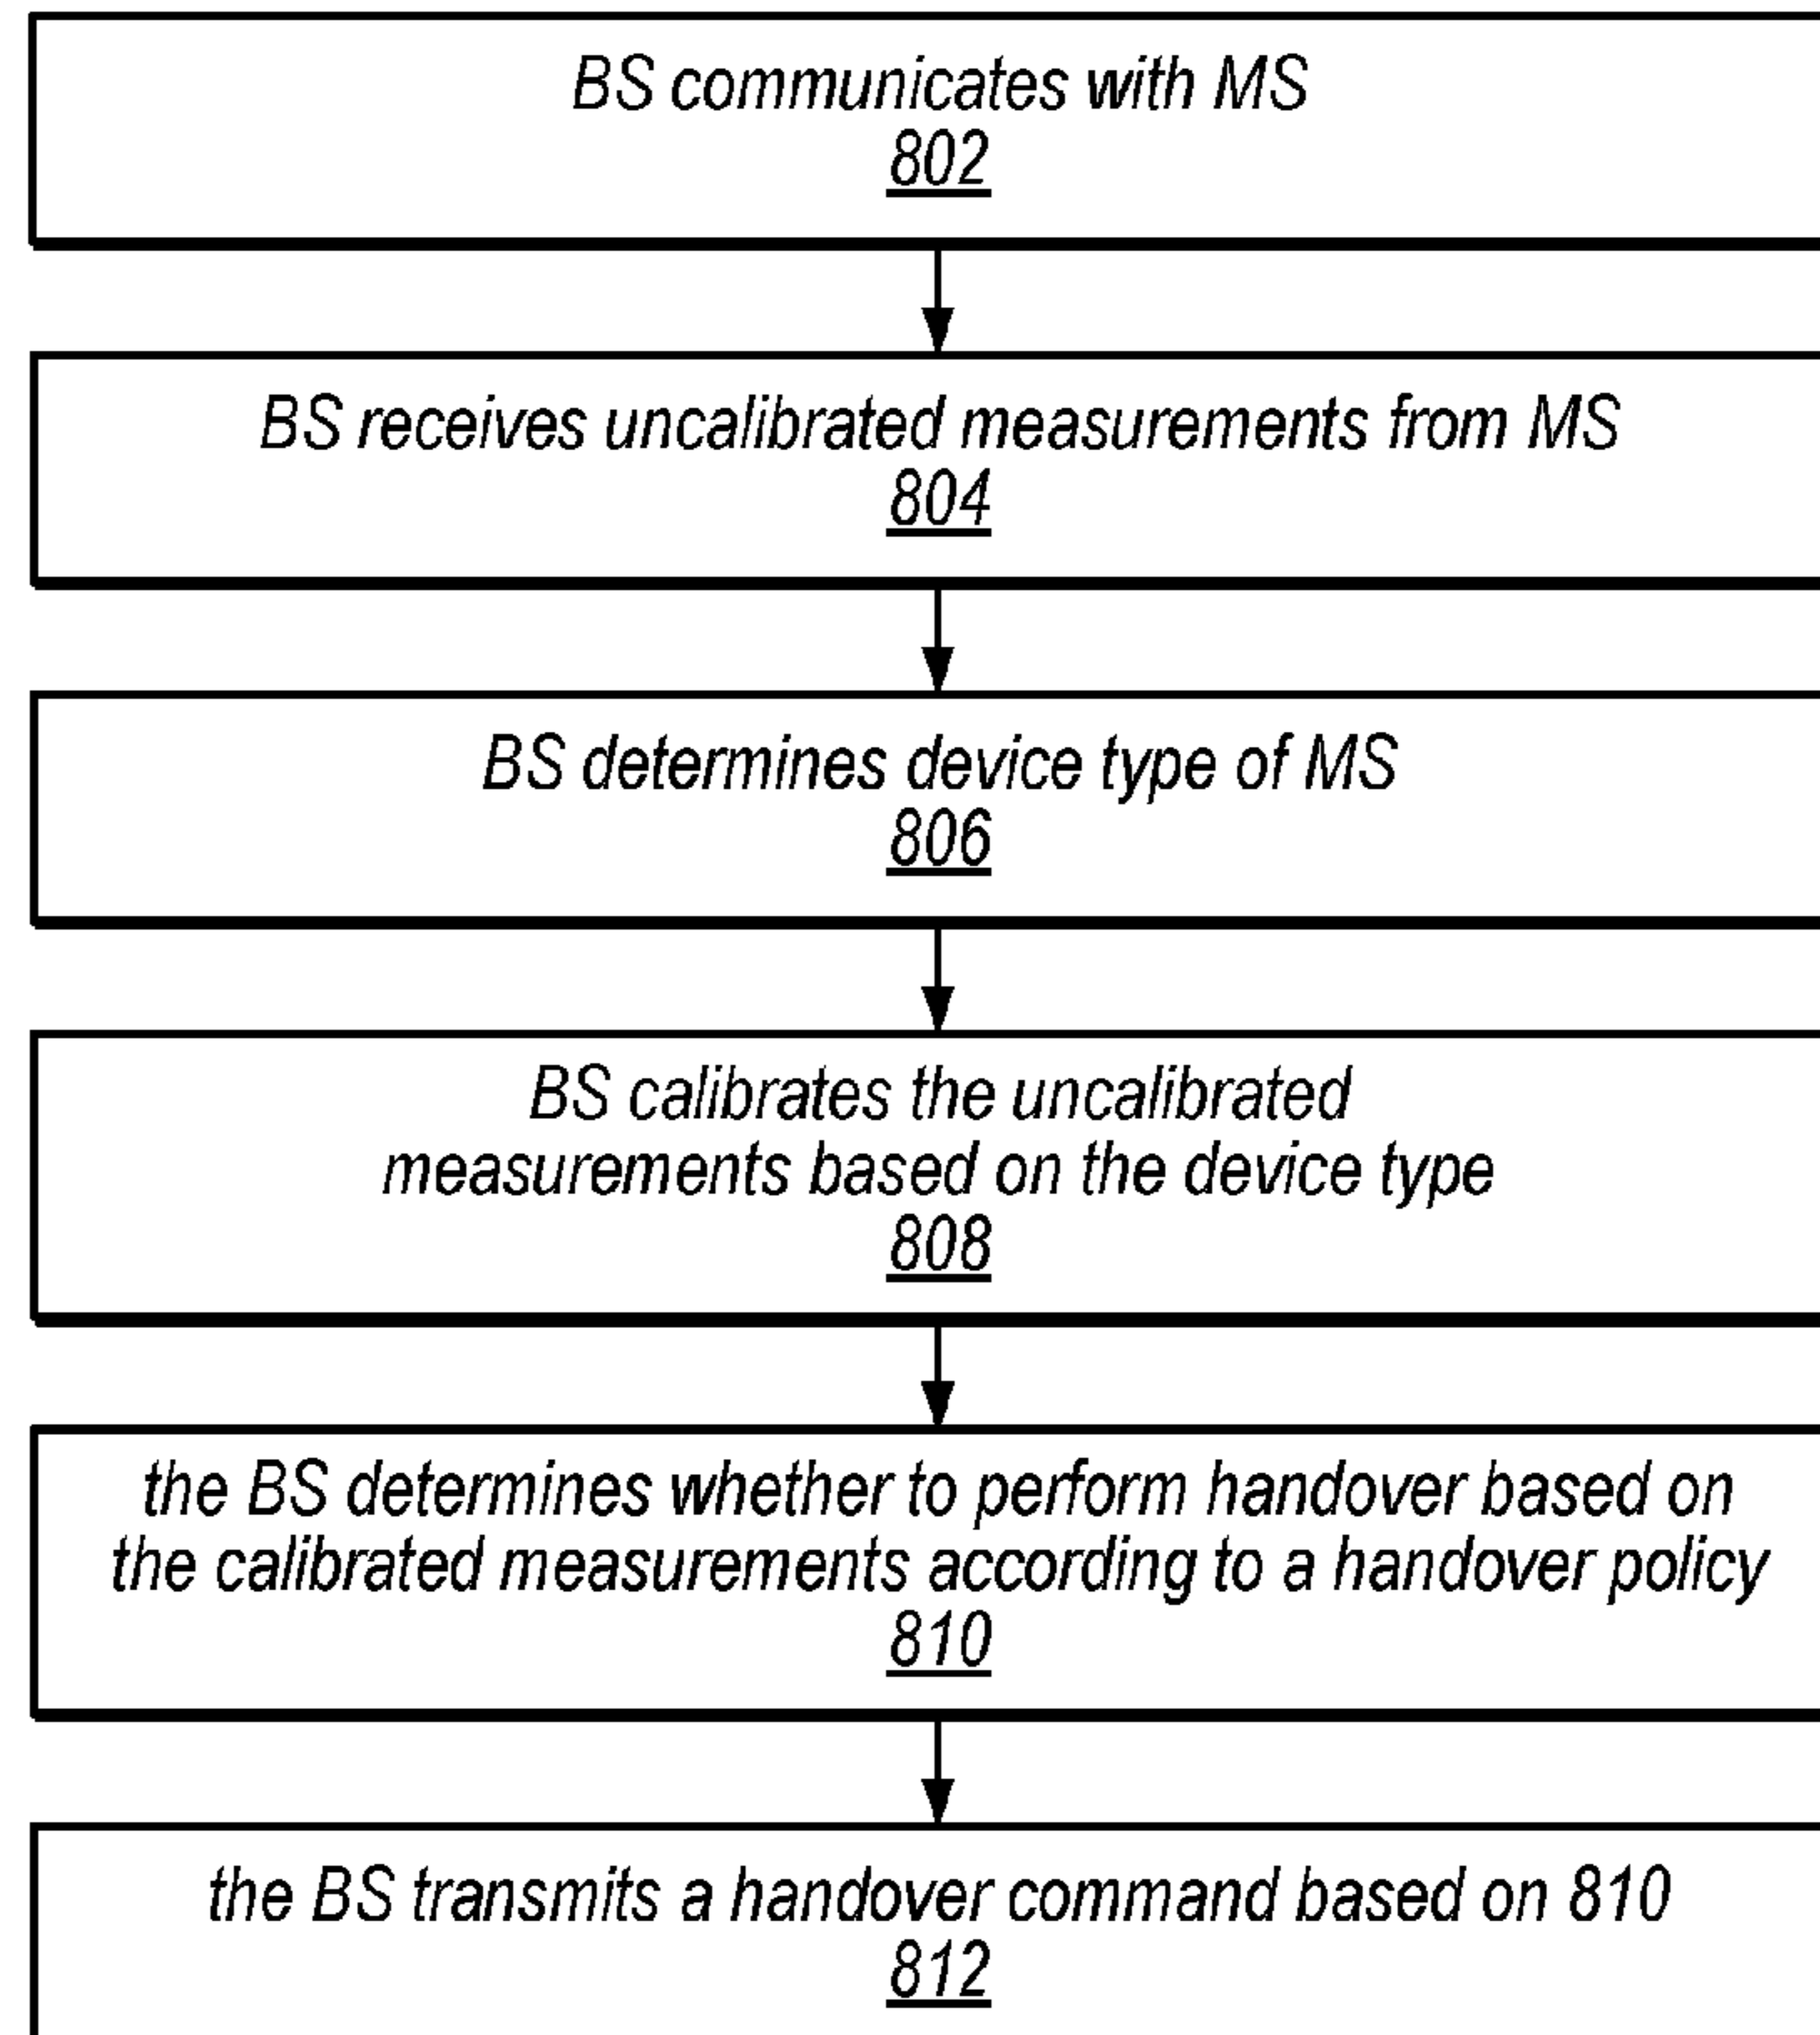 BS communicates with MS
802
BS receives uncalibrated measurements from MS
804
BS determines device type of MS
806
BS calibrates the uncalibrated
measurements based on the device type
808
the BS determines whether to perform handover based on
the calibrated measurements according to a handover policy
810
the BS transmits a handover command based on 810
812